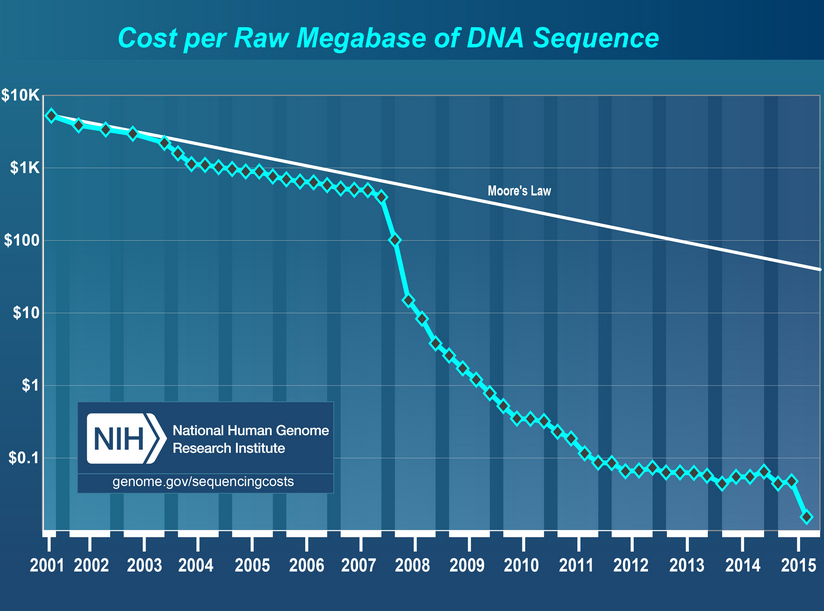 Cost per Raw Megabase of DNA Sequence
$10K
$1K
$100
$10
$1
$0.1
Moore's Law
NIH
National Human Genome
Research Institute
genome.gov/sequencingcosts
2001 2002 2003 2004 2005 2006 2007 2008 2009 2010 2011 2012 2013 2014 2015